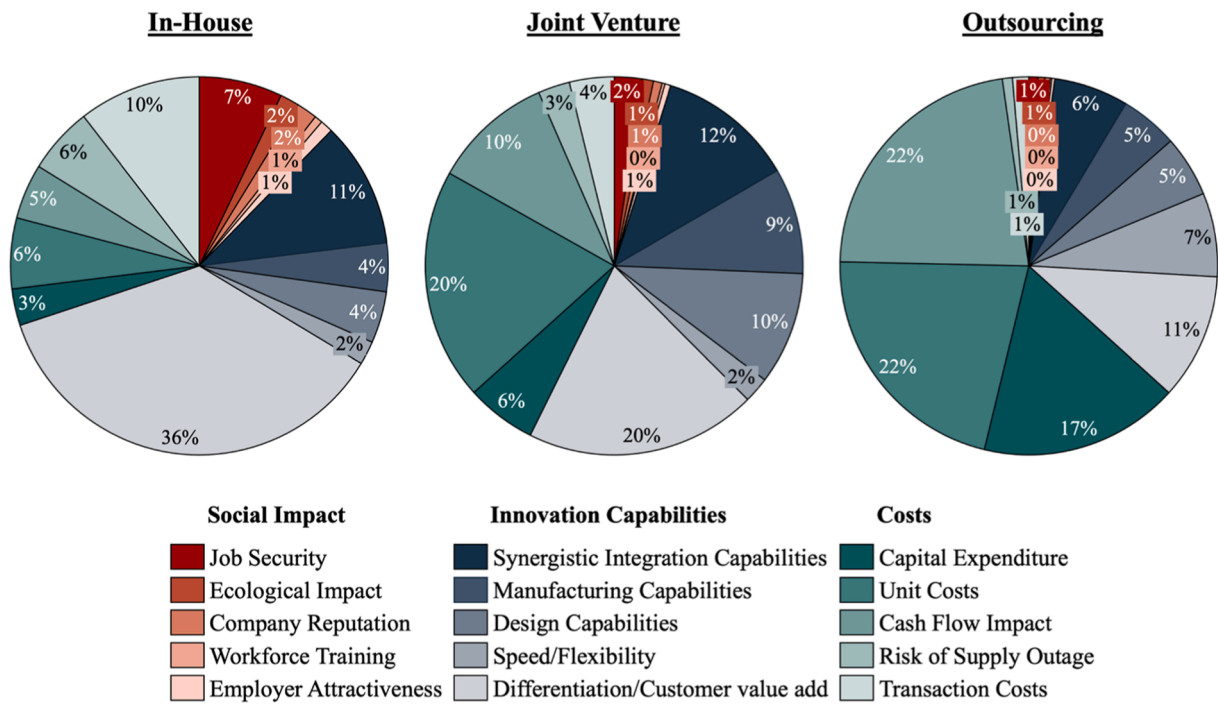 In-House
Joint Venture
Outsourcing
7%
2%
2%
1%
1%
11%
4%
4%
2%
36%
3%
6%
5%
6%
10%
2%
1%
1%
0%
1%
12%
9%
10%
2%
20%
6%
20%
10%
3%
4%
1%
1%
0%
0%
0%
6%
5%
5%
7%
11%
17%
22%
22%
1%
1%
Social Impact
Job Security
Ecological Impact
Company Reputation
Workforce Training
Employer Attractiveness
Innovation Capabilities
Synergistic Integration Capabilities
Manufacturing Capabilities
Design Capabilities
Speed/Flexibility
Differentiation/Customer value add
Costs
Capital Expenditure
Unit Costs
Cash Flow Impact
Risk of Supply Outage
Transaction Costs